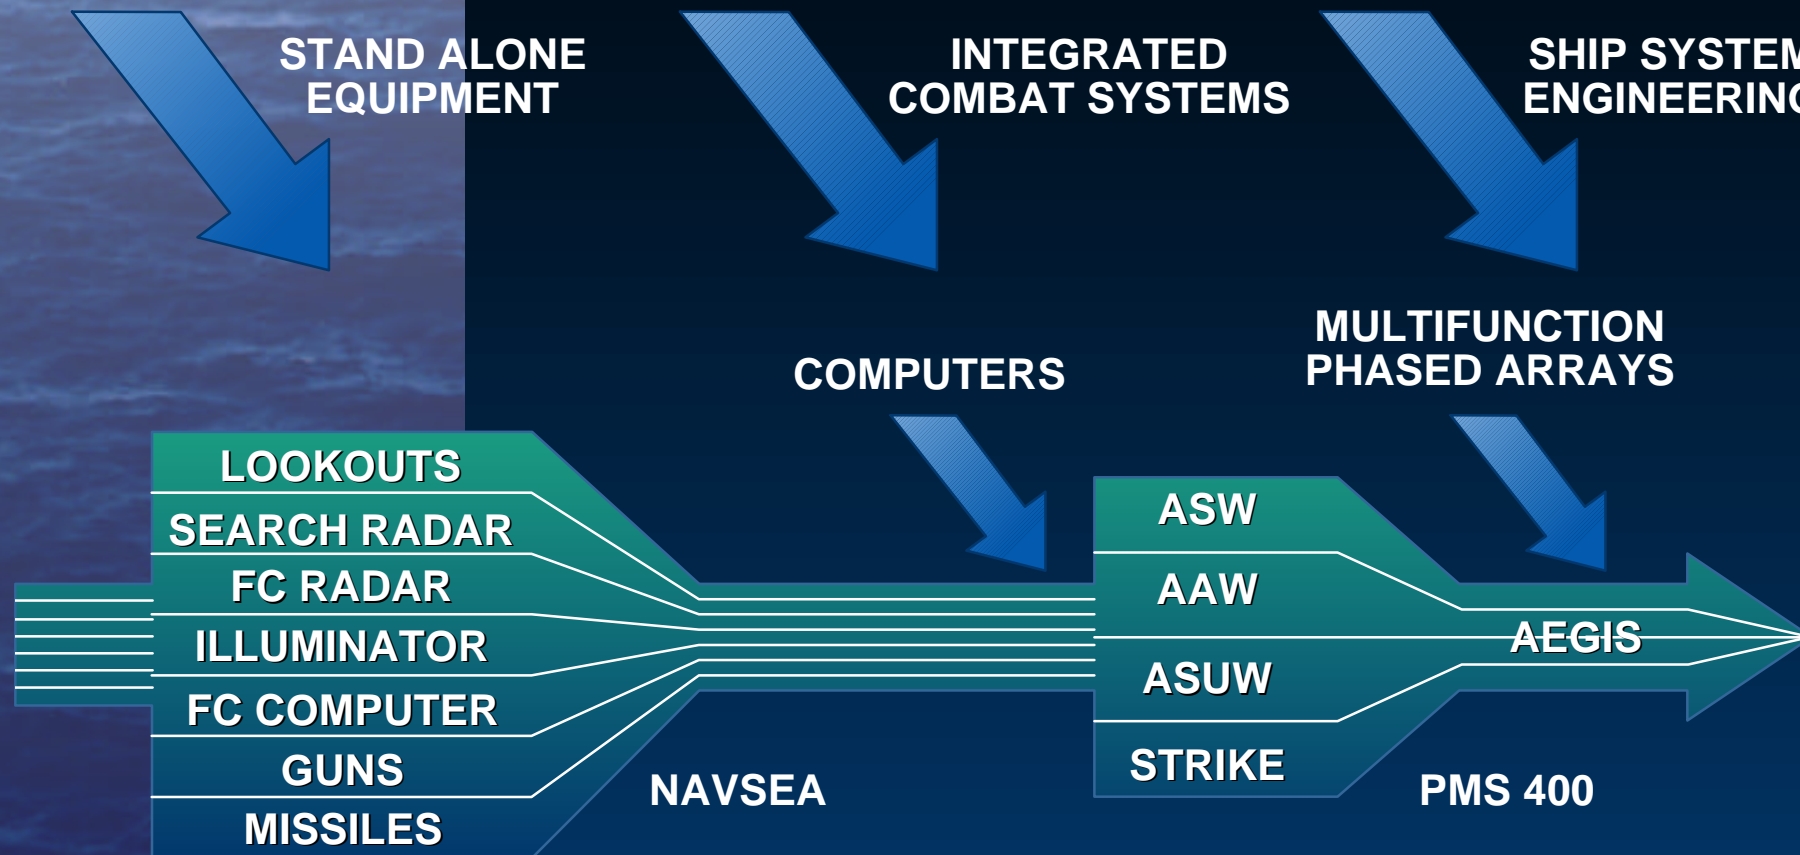 STAND ALONE
EQUIPMENT
INTEGRATED
COMBAT SYSTEMS
SHIP SYSTEM
ENGINEERING
COMPUTERS
MULTIFUNCTION
PHASED ARRAYS
LOOKOUTS
SEARCH RADAR
FC RADAR
ILLUMINATOR
FC COMPUTER
GUNS
MISSILES
NAVSEA
ASW
AAW
ASUW
STRIKE
AEGIS
PMS 400